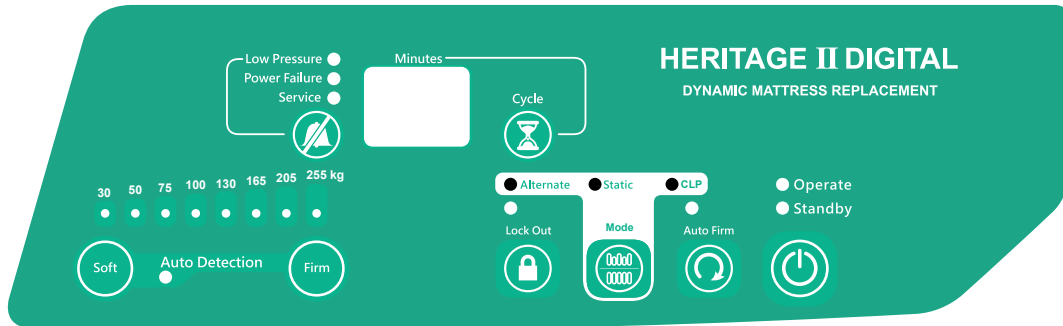 HERITAGE II DIGITAL
DYNAMIC MATTRESS REPLACEMENT
Low Pressure
Power Failure
Service
Minutes
Cycle
30 50 75 100 130 165 205 255 kg
Alternate Static CLP
Operate
Standby
Lock Out Mode Auto Firm
Soft Auto Detection Firm